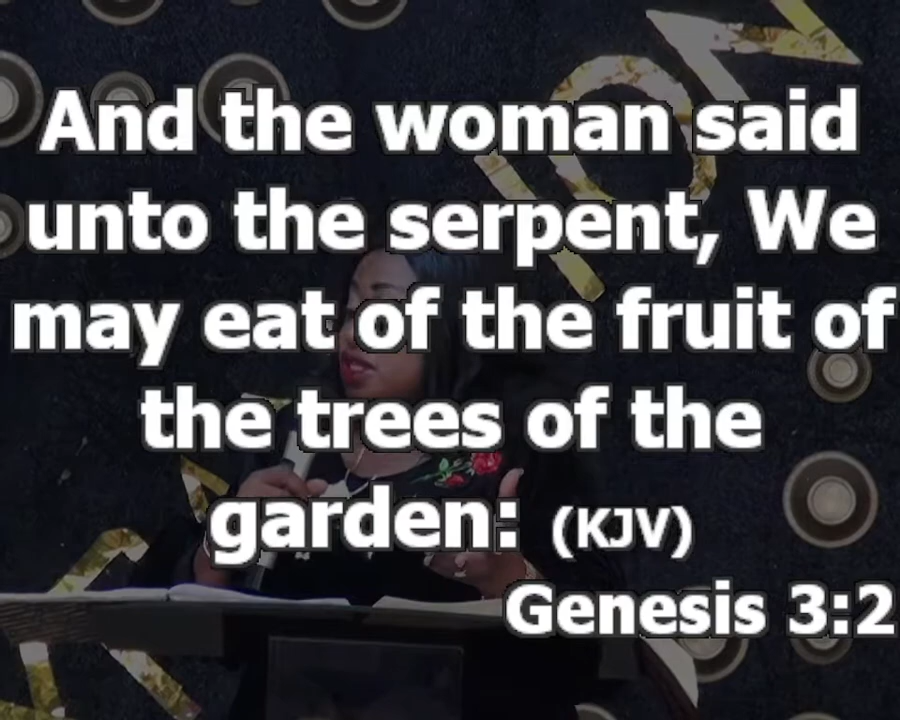 And the woman said
unto the serpent, We
may eat of the fruit of
the trees of the
garden: (KJV)
Genesis 3:2